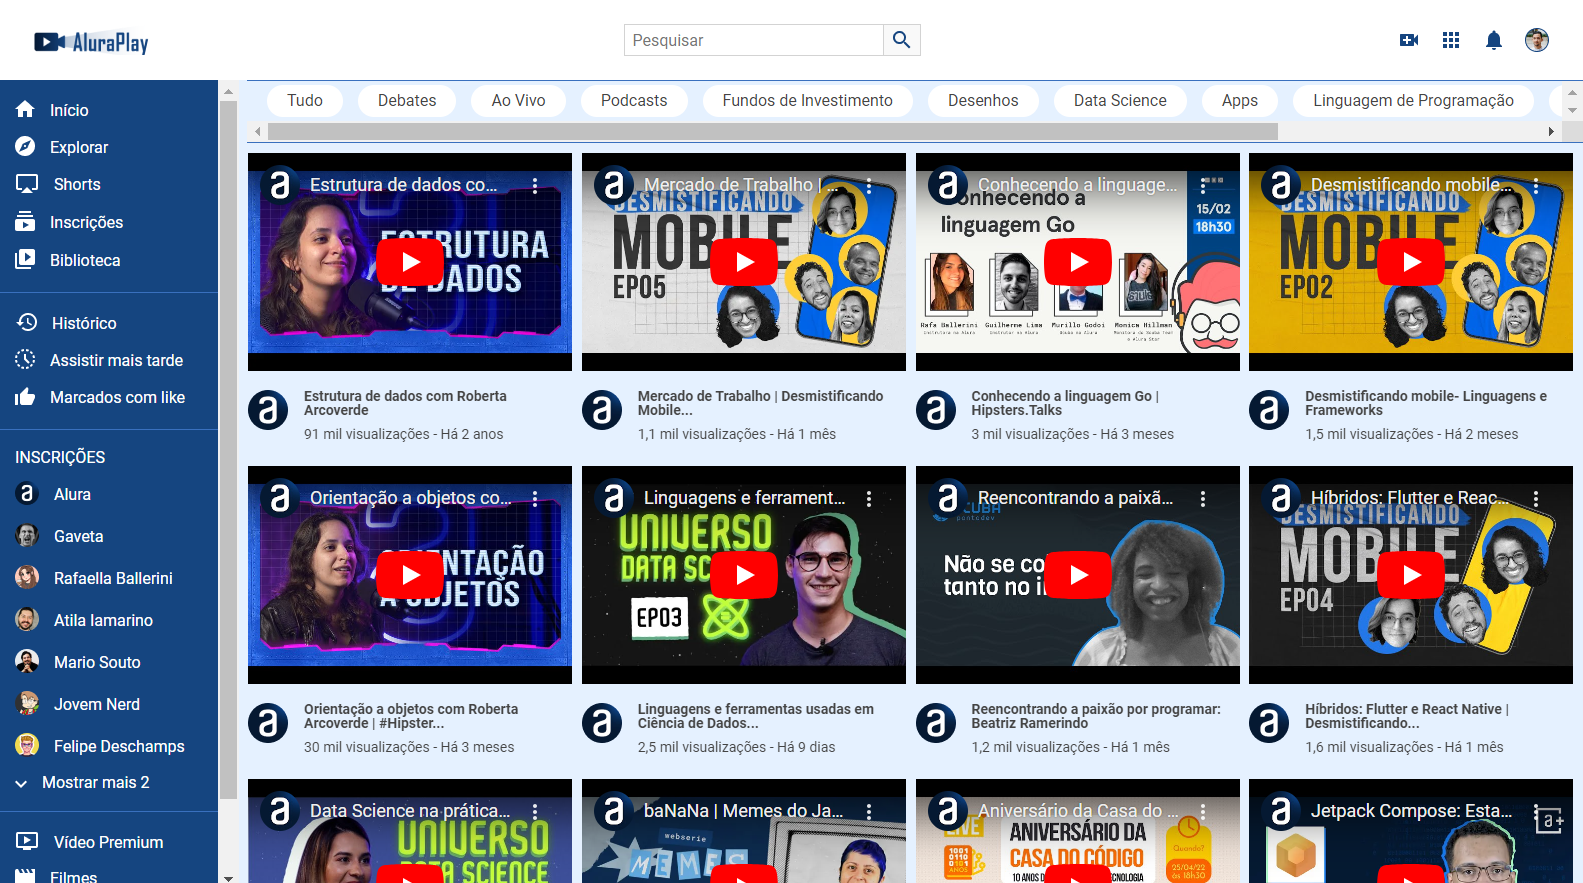 AluraPlay
Pesquisar
Início
Explorar
Shorts
Inscrições
Biblioteca
Histórico
Assistir mais tarde
Marcados com like
INSCRIÇÕES
Alura
Gaveta
Rafaella Ballerini
Atila Iamarino
Mario Souto
Jovem Nerd
Felipe Deschamps
Mostrar mais 2
Vídeo Premium
Filmes
Tudo
Debates
Ao Vivo
Podcasts
Fundos de Investimento
Desenhos
Data Science
Apps
Linguagem de Programação
a Estrutura de dados co...
ESTRUTURA
DE DADOS
a Mercado de Trabalho | ...
DESMISTIFICANDO
MOBILE
EP05
a Conhecendo a linguage...
Conhecendo a
linguagem Go
15/02
18h30
Rafa Ballerini
Guilherme Lima
Murillo Godoi
Monica Hillman
a Desmistificando mobile...
DESMISTIFICANDO
MOBILE
EP02
a Estrutura de dados com Roberta
Arcoverde
91 mil visualizações - Há 2 anos
a Mercado de Trabalho | Desmistificando
Mobile...
1,1 mil visualizações - Há 1 mês
a Conhecendo a linguagem Go |
Hipsters.Talks
3 mil visualizações - Há 3 meses
a Desmistificando mobile- Linguagens e
Frameworks
1,5 mil visualizações - Há 2 meses
a Orientação a objetos co...
ORIENTAÇÃO
A OBJETOS
a Linguagens e ferrament...
UNIVERSO
DATA SC
EP03
a Reencontrando a paixã...
CUBA
Não se co
tanto no i
a Híbridos: Flutter e Reac...
DESMISTIFICANDO
MOBILE
EP04
a Orientação a objetos com Roberta
Arcoverde | #Hipster...
30 mil visualizações - Há 3 meses
a Linguagens e ferramentas usadas em
Ciência de Dados...
2,5 mil visualizações - Há 9 dias
a Reencontrando a paixão por programar:
Beatriz Ramerindo
1,2 mil visualizações - Há 1 mês
a Híbridos: Flutter e React Native |
Desmistificando...
1,6 mil visualizações - Há 1 mês
a Data Science na prática...
UNIVERSO
DATA SCIENCE
a baNaNa | Memes do Ja...
webserie
MEMES
a Aniversário da Casa do ...
LIVE
ANIVERSÁRIO DA
CASA DO CÓDIGO
Quando?
25/04
às 18h30
a Jetpack Compose: Esta...
a+